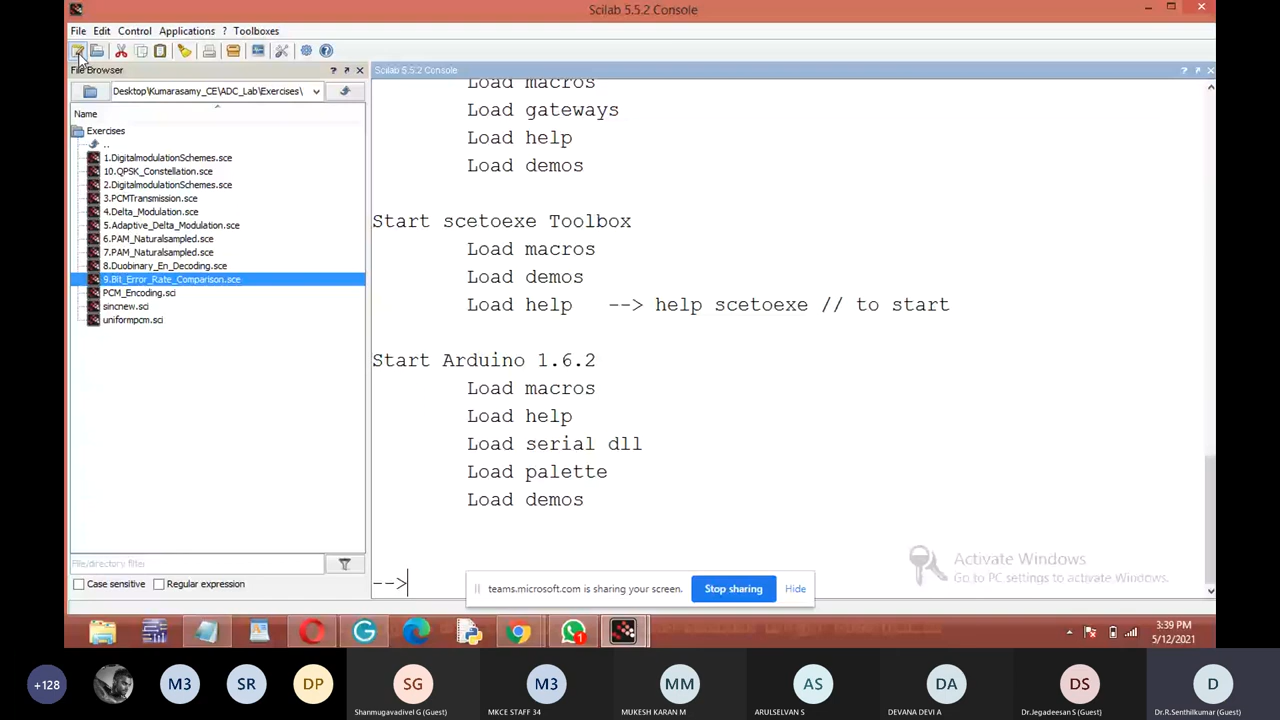 Scilab 5.5.2 Console
File Edit Control Applications ? Toolboxes
File Browser
Desktop\Kumarasamy_CE\ADC_Lab\Exercises\
Name
Exercises
..
1.DigitalmodulationSchemes.sce
10.QPSK_Constellation.sce
2.DigitalmodulationSchemes.sce
3.PCMTransmission.sce
4.Delta_Modulation.sce
5.Adaptive_Delta_Modulation.sce
6.PAM_Naturalsampled.sce
7.PAM_Naturalsampled.sce
8.Duobinary_En_Decoding.sce
9.Bit_Error_Rate_Comparison.sce
PCM_Encoding.sci
sincnew.sci
uniformpcm.sci
File/directory filter
Case sensitive Regular expression
Scilab 5.5.2 Console
Load macros
Load gateways
Load help
Load demos
Start scetoexe Toolbox
Load macros
Load demos
Load help --> help scetoexe // to start
Start Arduino 1.6.2
Load macros
Load help
Load serial dll
Load palette
Load demos
-->
Activate Windows
Go to PC settings to activate Windows.
teams.microsoft.com is sharing your screen. Stop sharing Hide
1
3:39 PM
5/12/2021
+128
M3
SR
DP
SG
Shanmugavadivel G (Guest)
M3
MKCE STAFF 34
MM
MUKESH KARAN M
AS
ARULSELVAN S
DA
DEVANA DEVI A
DS
Dr.Jegadeesan S (Guest)
D
Dr.R.Senthilkumar (Guest)